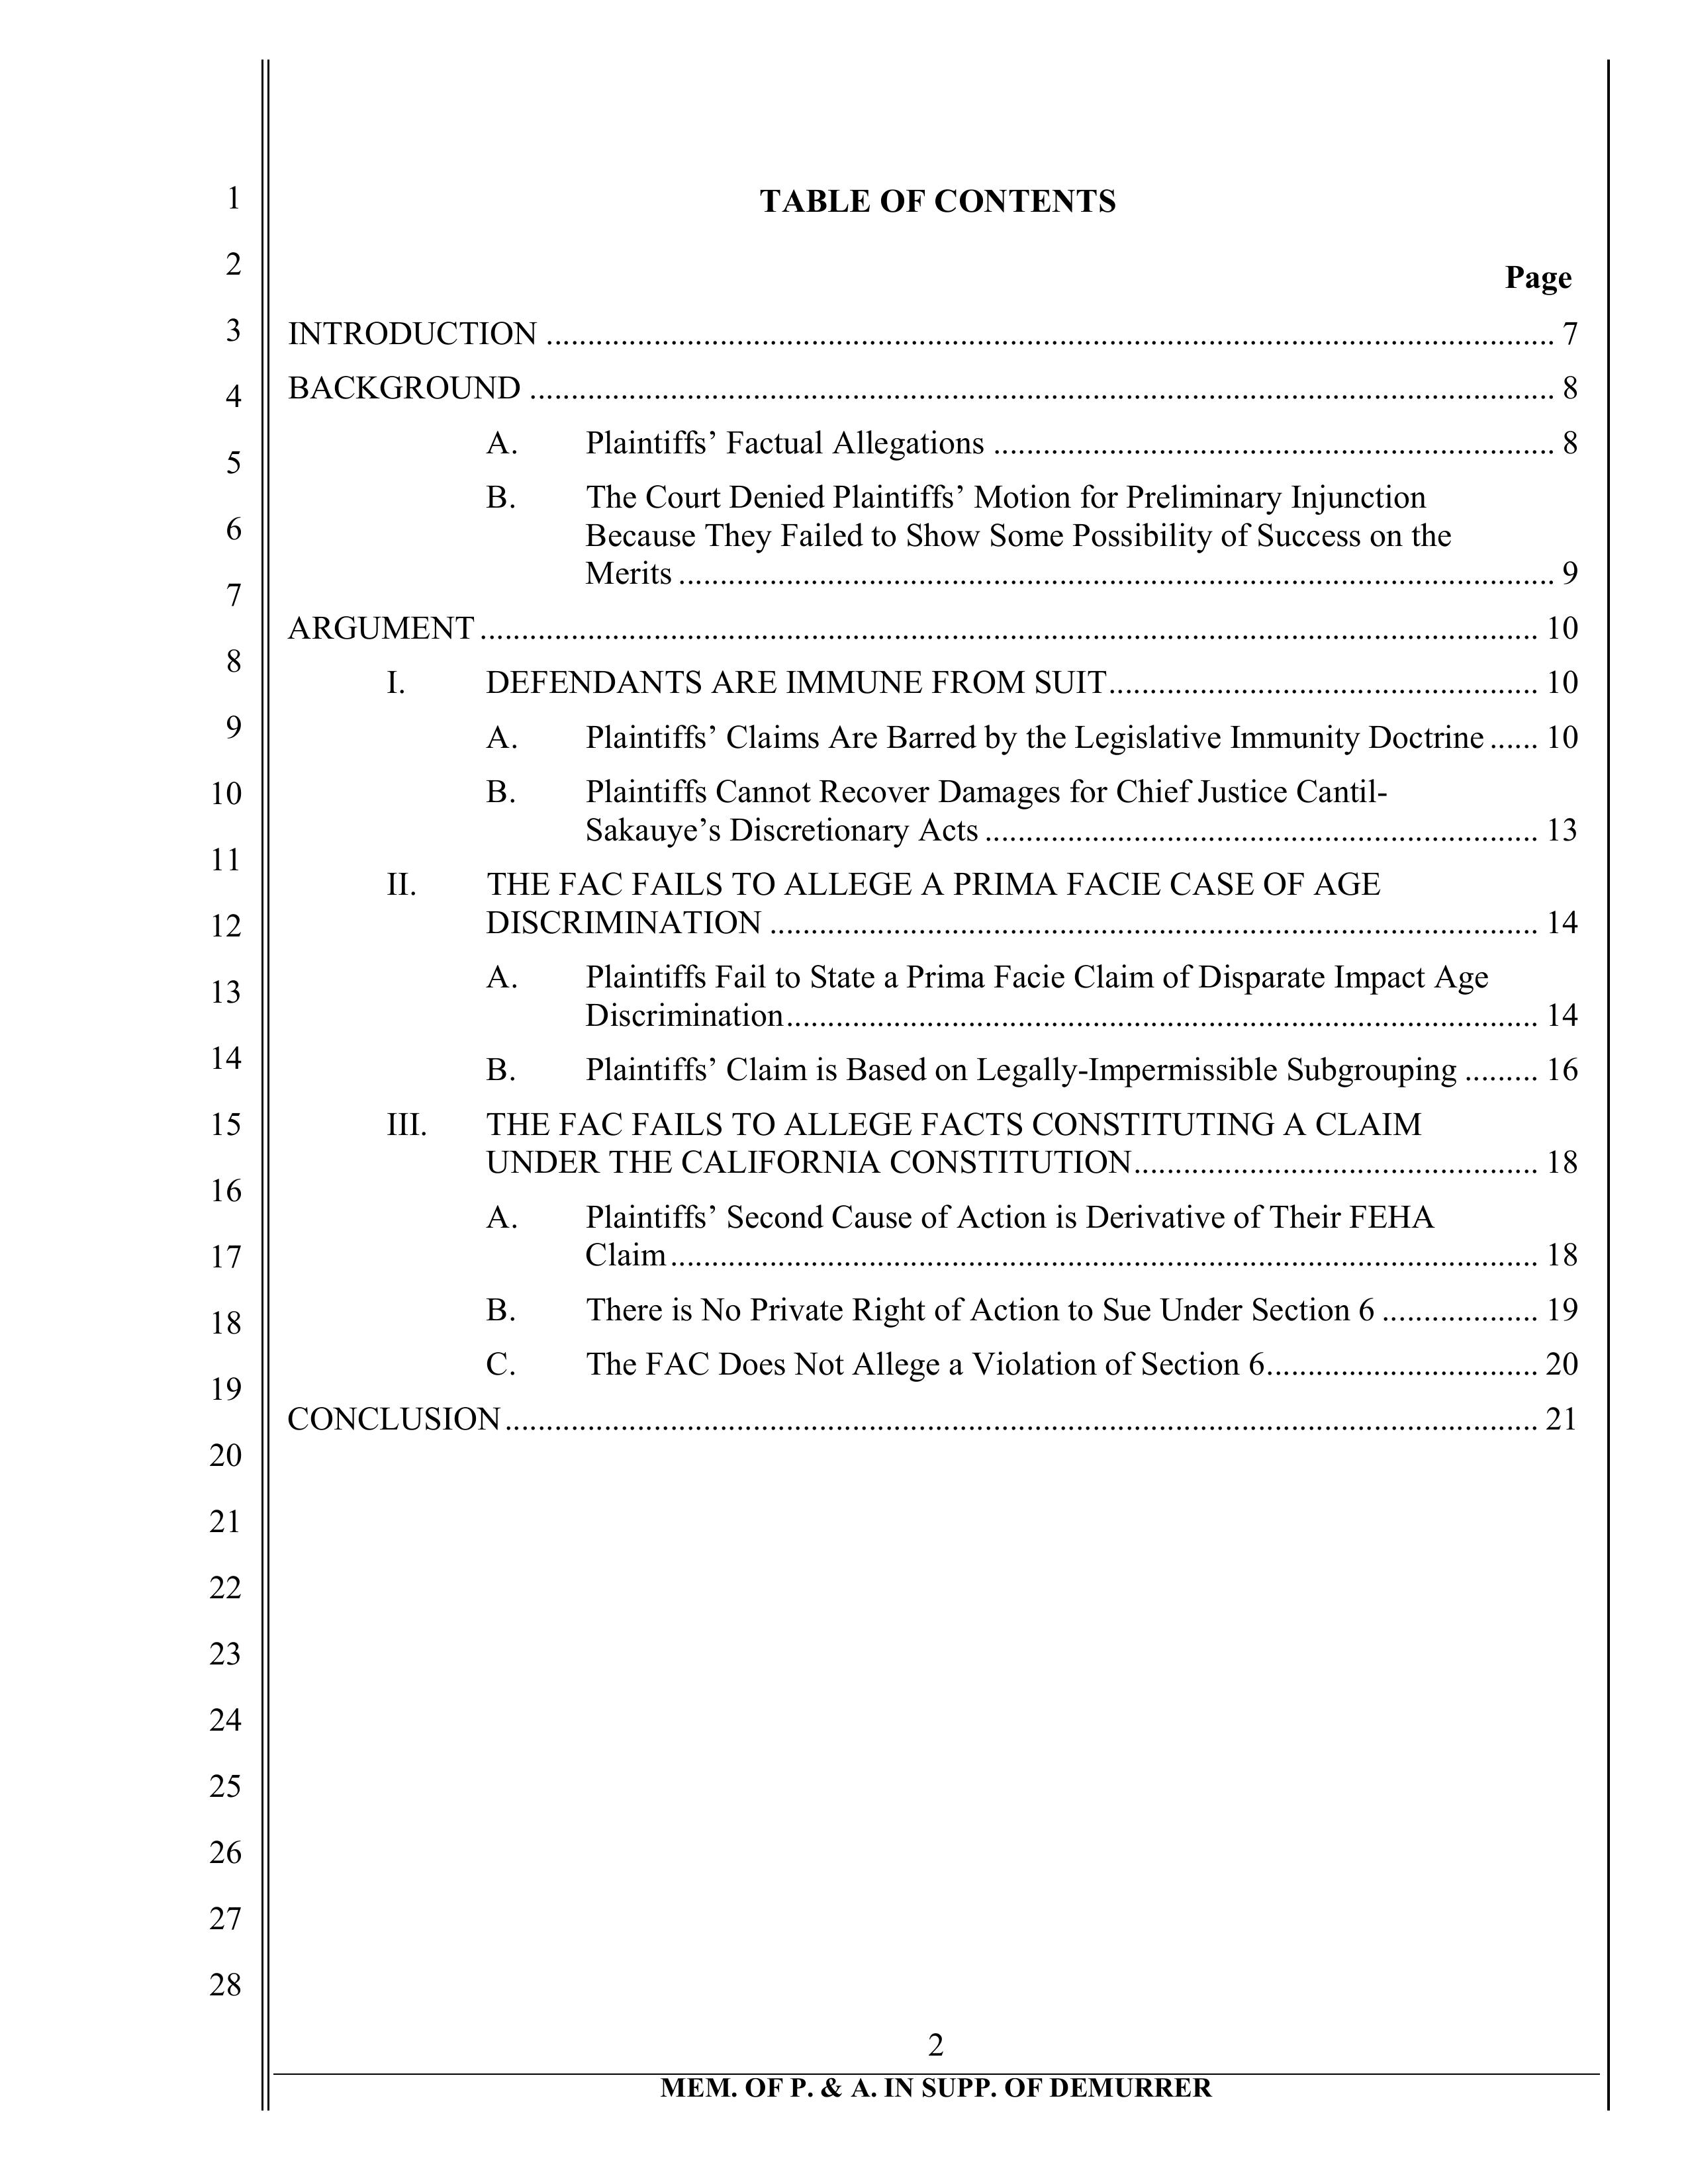 TABLE OF CONTENTS
Page
INTRODUCTION ........................................................................................................................... 7
BACKGROUND ............................................................................................................................. 8
A. Plaintiffs’ Factual Allegations .................................................................... 8
B. The Court Denied Plaintiffs’ Motion for Preliminary Injunction
Because They Failed to Show Some Possibility of Success on the
Merits .......................................................................................................... 9
ARGUMENT ................................................................................................................................ 10
I. DEFENDANTS ARE IMMUNE FROM SUIT.................................................... 10
A. Plaintiffs’ Claims Are Barred by the Legislative Immunity Doctrine ...... 10
B. Plaintiffs Cannot Recover Damages for Chief Justice Cantil-
Sakauye’s Discretionary Acts ................................................................... 13
II. THE FAC FAILS TO ALLEGE A PRIMA FACIE CASE OF AGE
DISCRIMINATION ............................................................................................. 14
A. Plaintiffs Fail to State a Prima Facie Claim of Disparate Impact Age
Discrimination........................................................................................... 14
B. Plaintiffs’ Claim is Based on Legally-Impermissible Subgrouping ......... 16
III. THE FAC FAILS TO ALLEGE FACTS CONSTITUTING A CLAIM
UNDER THE CALIFORNIA CONSTITUTION................................................. 18
A. Plaintiffs’ Second Cause of Action is Derivative of Their FEHA
Claim......................................................................................................... 18
B. There is No Private Right of Action to Sue Under Section 6 ................... 19
C. The FAC Does Not Allege a Violation of Section 6................................. 20
CONCLUSION............................................................................................................................. 21
1
2
3
4
5
6
7
8
9
10
11
12
13
14
15
16
17
18
19
20
21
22
23
24
25
26
27
28
2
MEM. OF P. & A. IN SUPP. OF DEMURRER